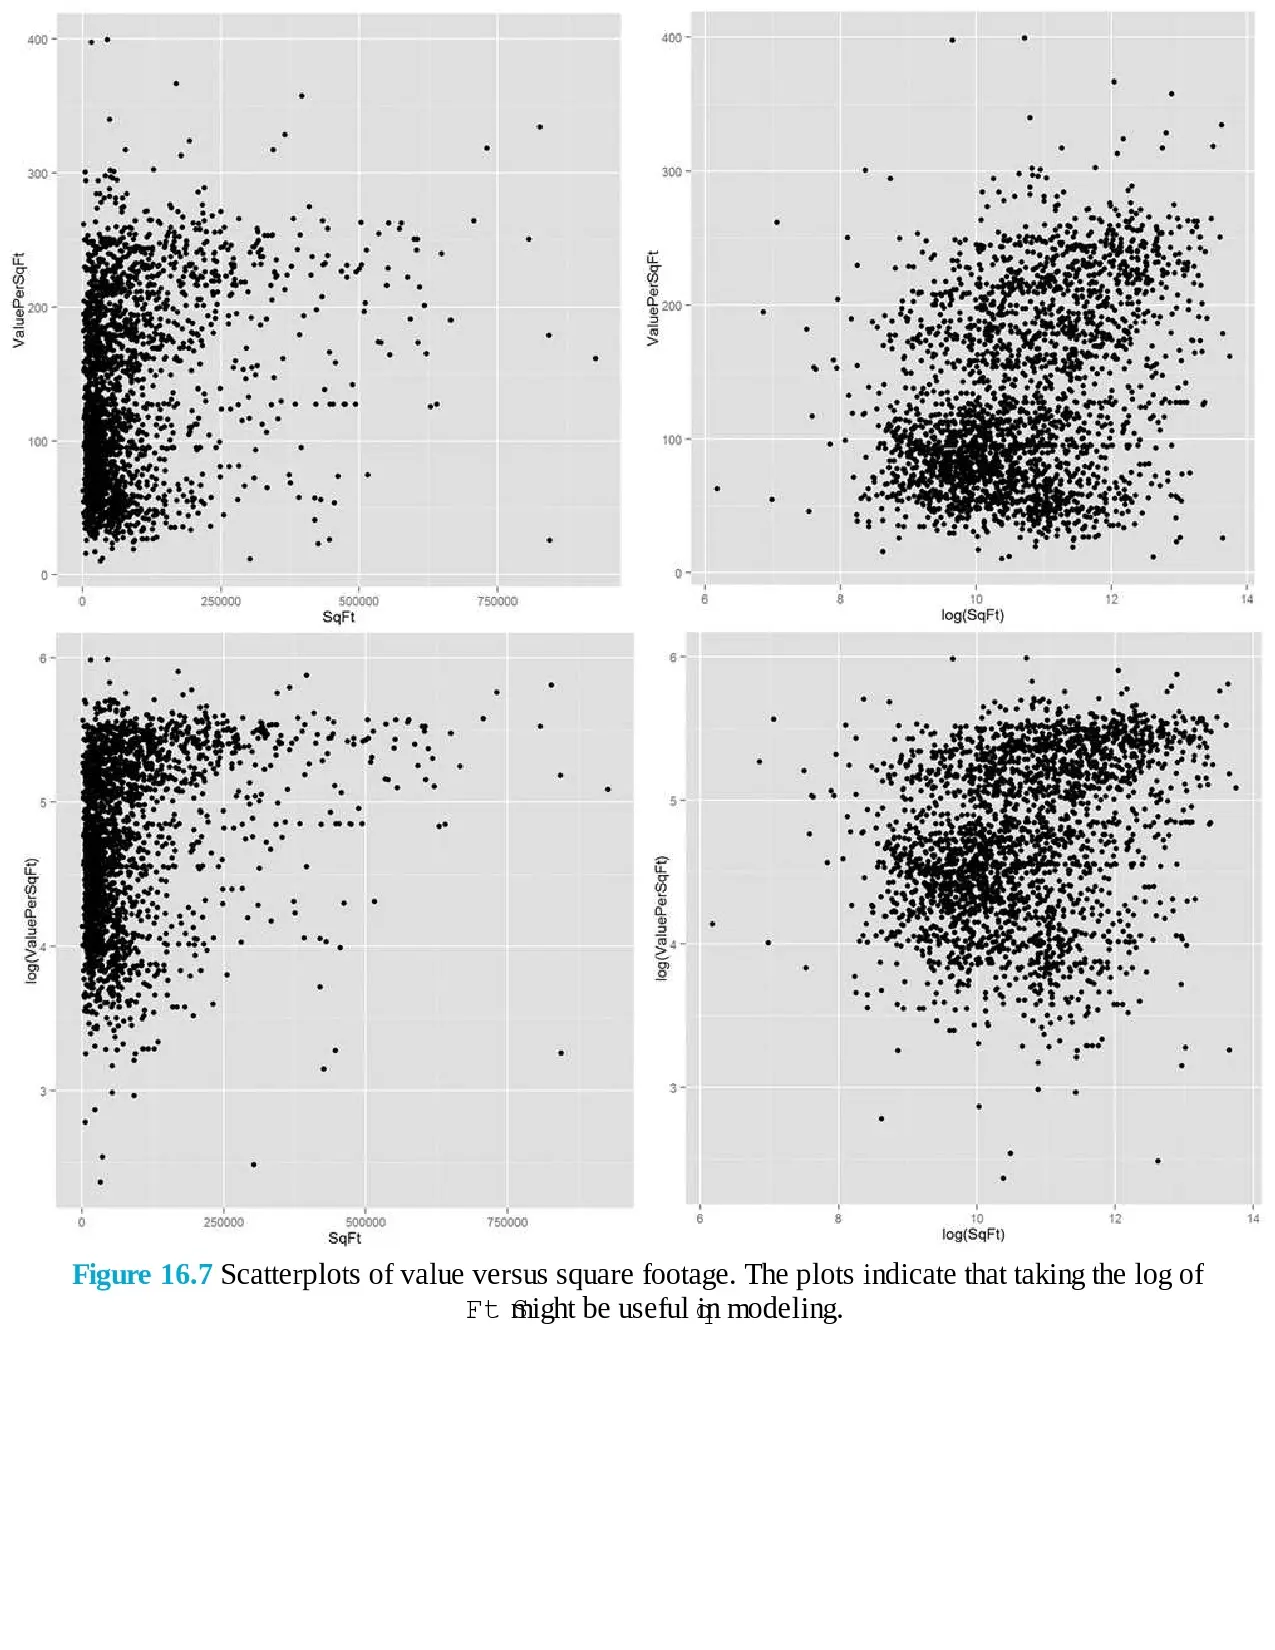 400
300
200
100
0
ValuePerSqFt
0 250000 500000 750000
SqFt
400
300
200
100
0
ValuePerSqFt
6 8 10 12 14
log(SqFt)
6
5
4
3
log(ValuePerSqFt)
0 250000 500000 750000
SqFt
6
5
4
3
log(ValuePerSqFt)
6 8 10 12 14
log(SqFt)
Figure 16.7 Scatterplots of value versus square footage. The plots indicate that taking the log of
Ft Sq might be useful in modeling.